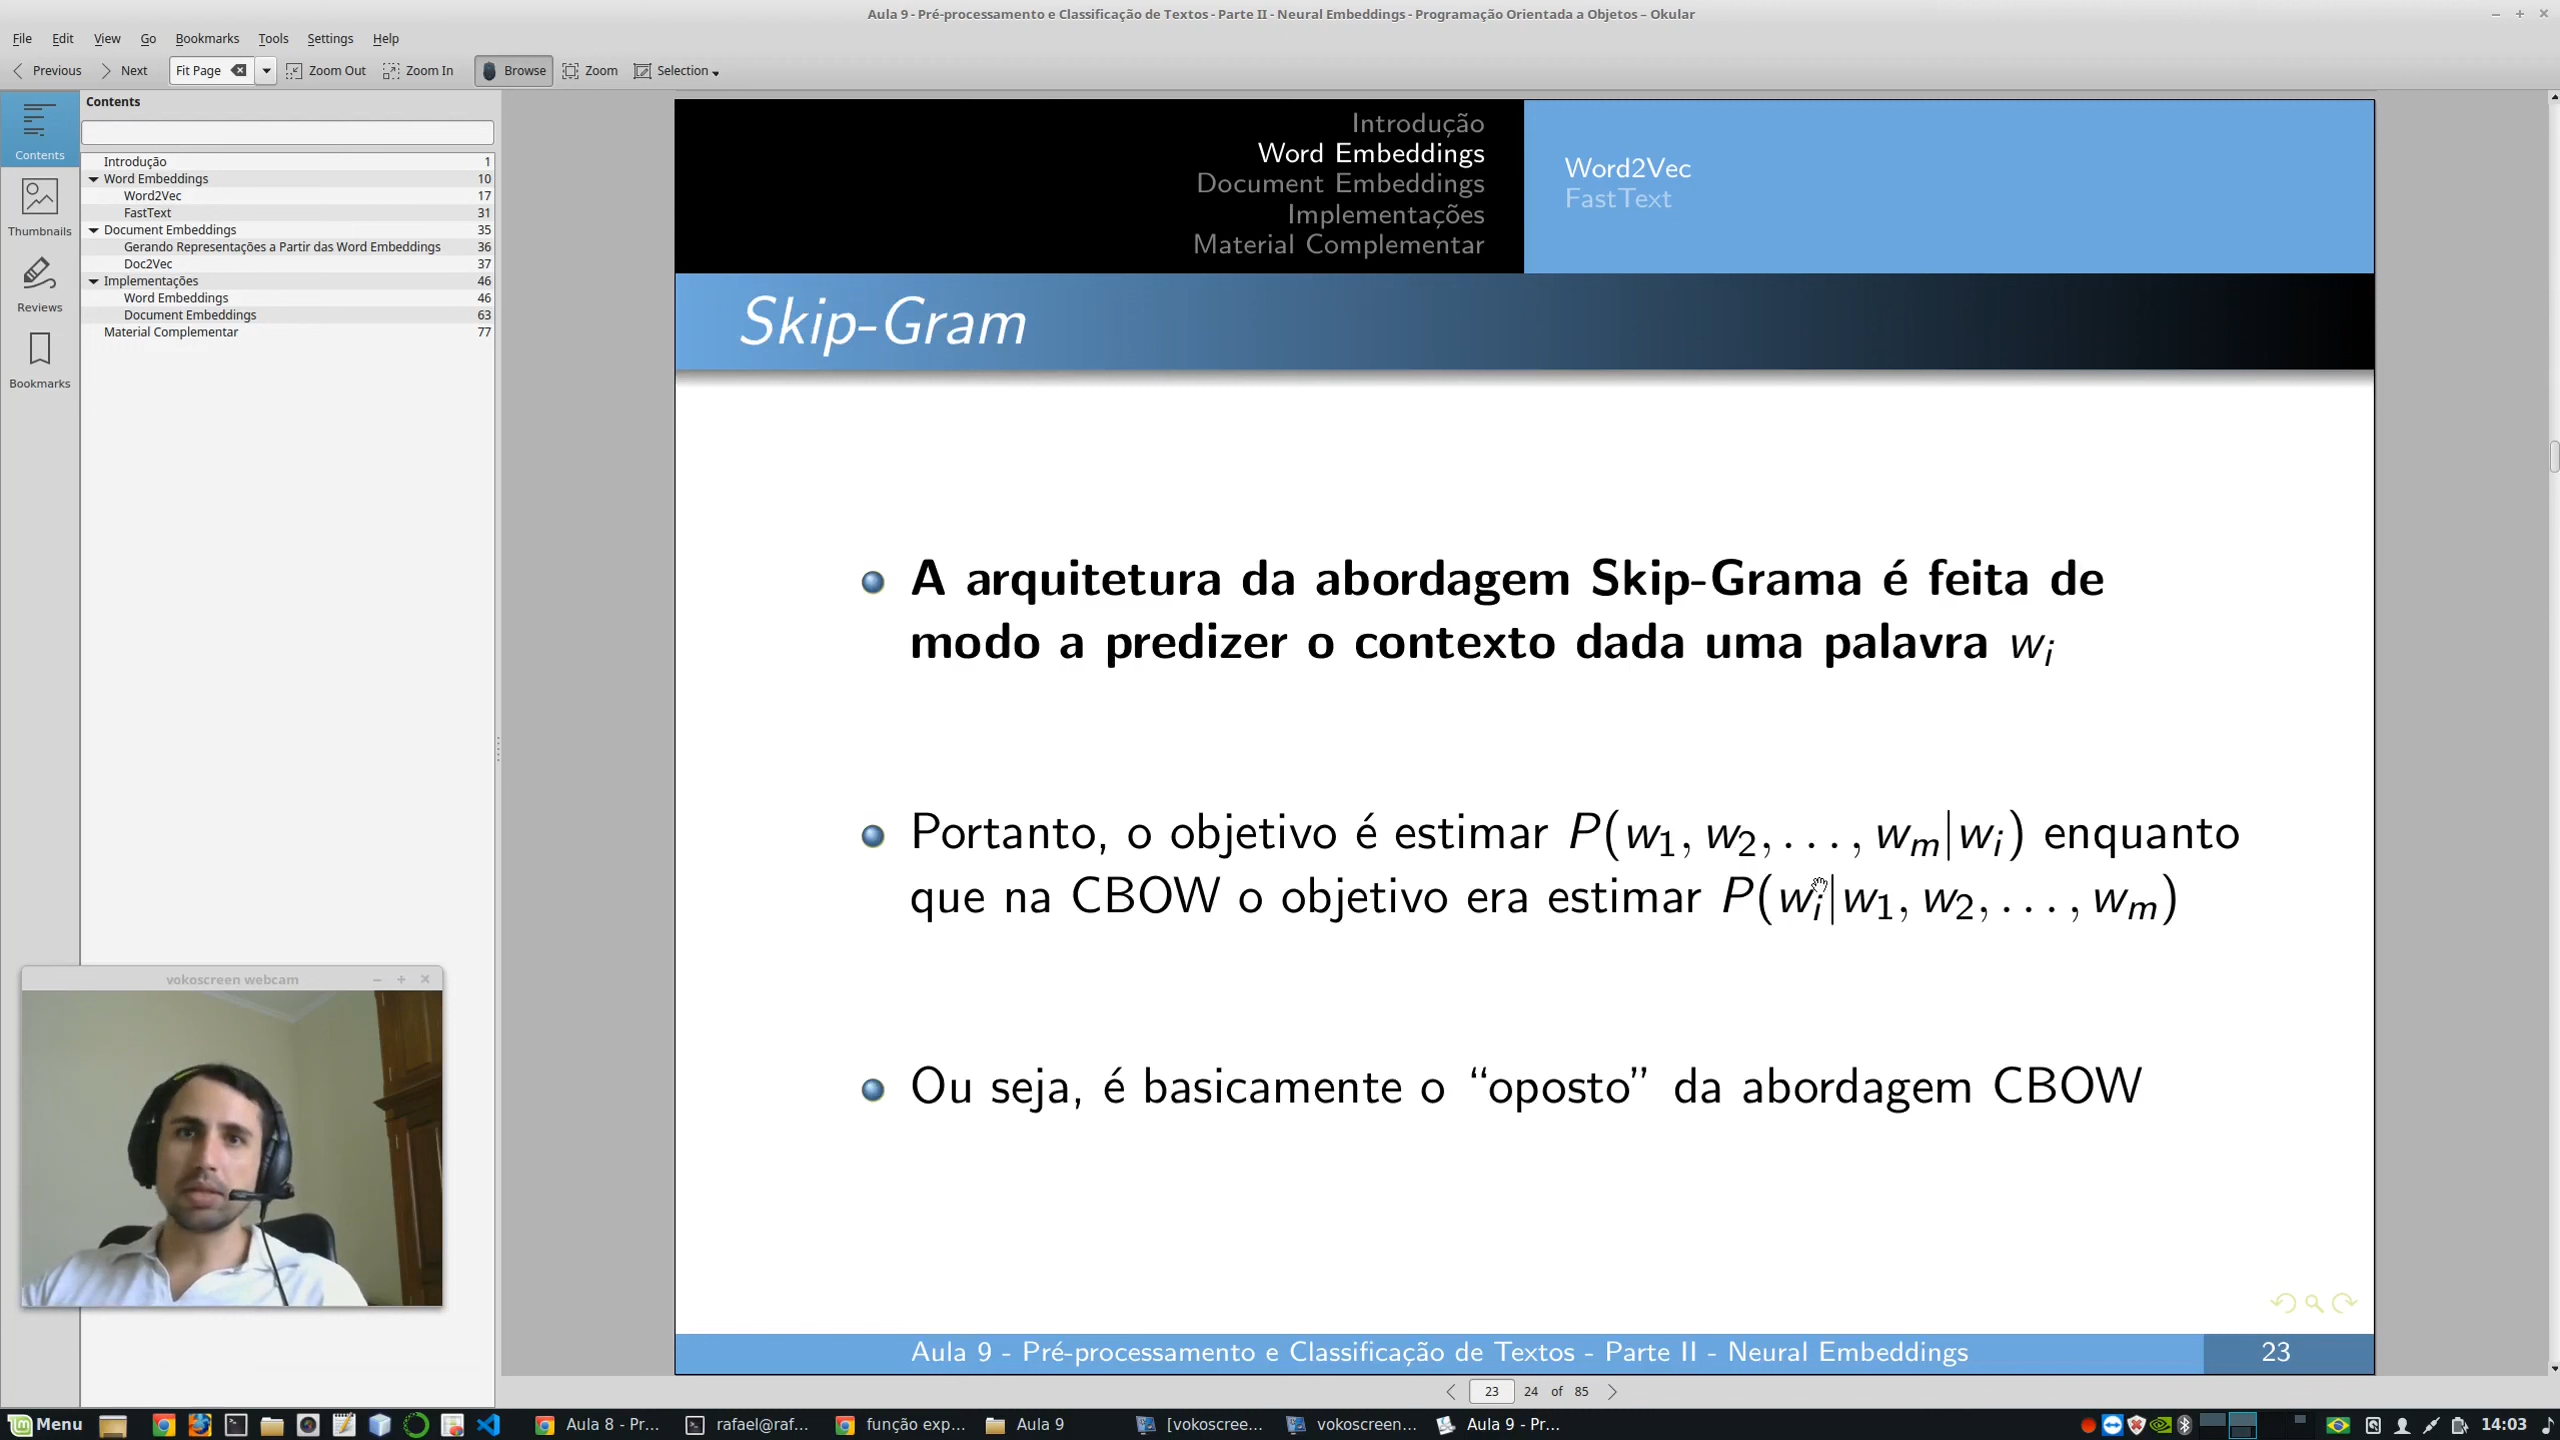 Aula 9 - Pré-processamento e Classificação de Textos - Parte II - Neural Embeddings - Programação Orientada a Objetos – Okular
File Edit View Go Bookmarks Tools Settings Help
Previous Next Fit Page Zoom Out Zoom In Browse Zoom Selection
Contents
Contents
Thumbnails
Reviews
Bookmarks
Introdução 1
Word Embeddings 10
Word2Vec 17
FastText 31
Document Embeddings 35
Gerando Representações a Partir das Word Embeddings 36
Doc2Vec 37
Implementações 46
Word Embeddings 46
Document Embeddings 63
Material Complementar 77
Introdução
Word Embeddings
Document Embeddings
Implementações
Material Complementar
Word2Vec
FastText
Skip-Gram
A arquitetura da abordagem Skip-Grama é feita de
modo a predizer o contexto dada uma palavra w_i
Portanto, o objetivo é estimar P(w_1, w_2, . . . , w_m|w_i) enquanto
que na CBOW o objetivo era estimar P(w_i|w_1, w_2, . . . , w_m)
Ou seja, é basicamente o “oposto” da abordagem CBOW
Aula 9 - Pré-processamento e Classificação de Textos - Parte II - Neural Embeddings 23
vokoscreen webcam
23 24 of 85
Menu Aula 8 - Pr... rafael@raf... função exp... Aula 9 [vokoscree... vokoscreen... Aula 9 - Pr... 14:03